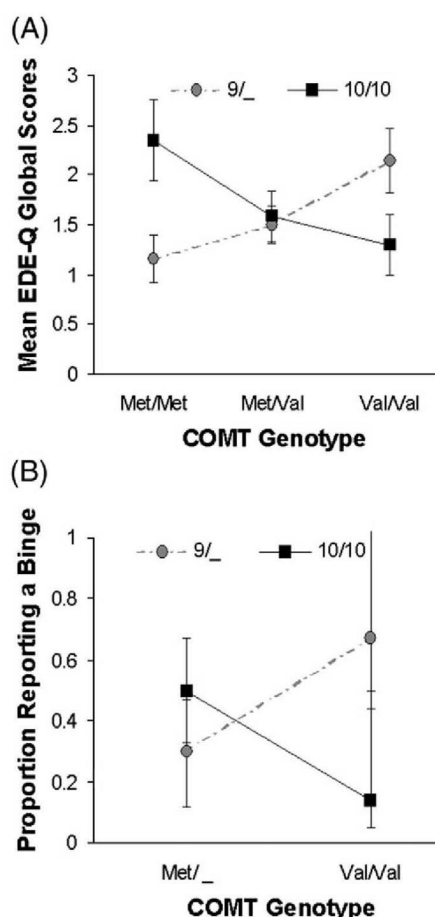 (A)
9/_ 10/10
3
2.5
2
1.5
1
0.5
0
Mean EDE-Q Global Scores
Met/Met Met/Val Val/Val
COMT Genotype
(B)
9/_ 10/10
1
0.8
0.6
0.4
0.2
0
Proportion Reporting a Binge
Met/_ Val/Val
COMT Genotype